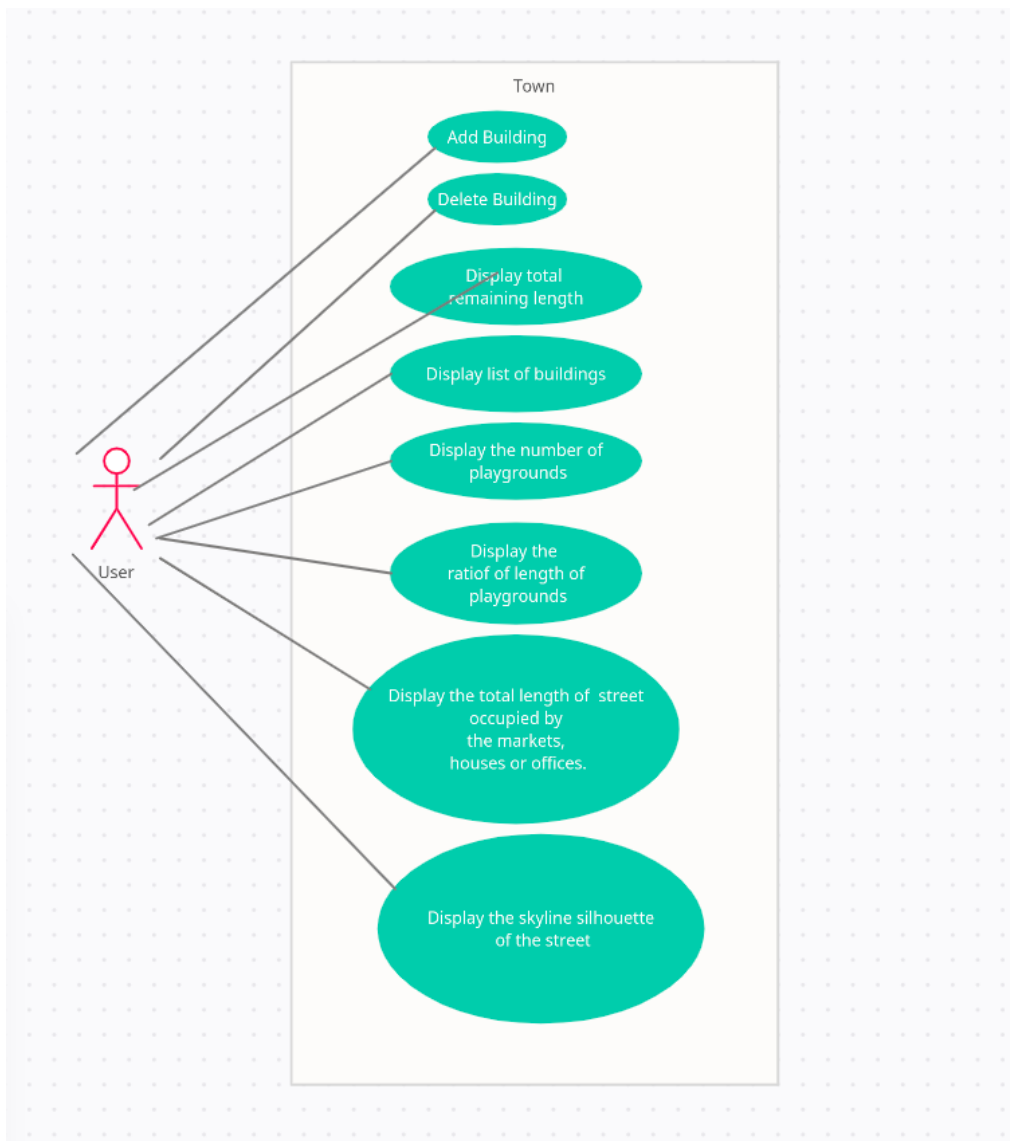 Town
Add Building
Delete Building
Display total
remaining length
Display list of buildings
Display the number of
playgrounds
Display the
ratiof of length of
playgrounds
User
Display the total length of  street
occupied by
the markets,
houses or offices.
Display the skyline silhouette
of the street